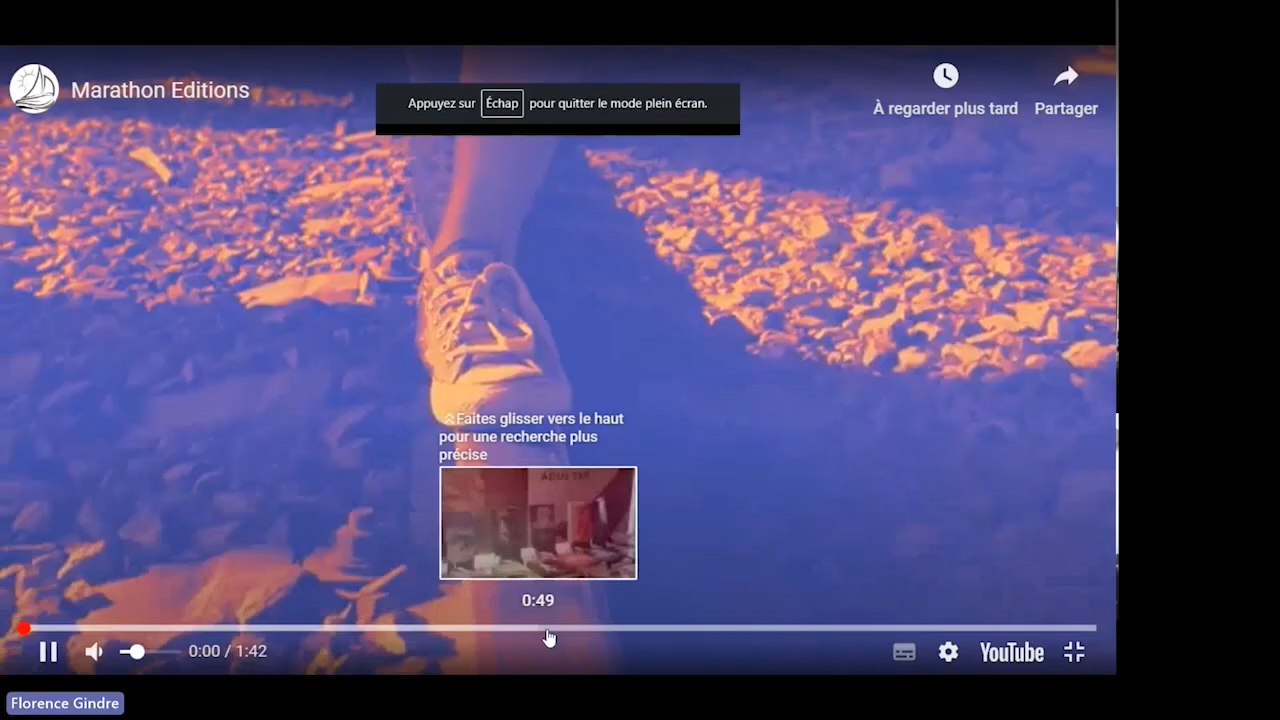 Marathon Editions
Appuyez sur Échap pour quitter le mode plein écran.
À regarder plus tard
Partager
Faites glisser vers le haut
pour une recherche plus
précise
0:49
0:00 / 1:42
YouTube
Florence Gindre